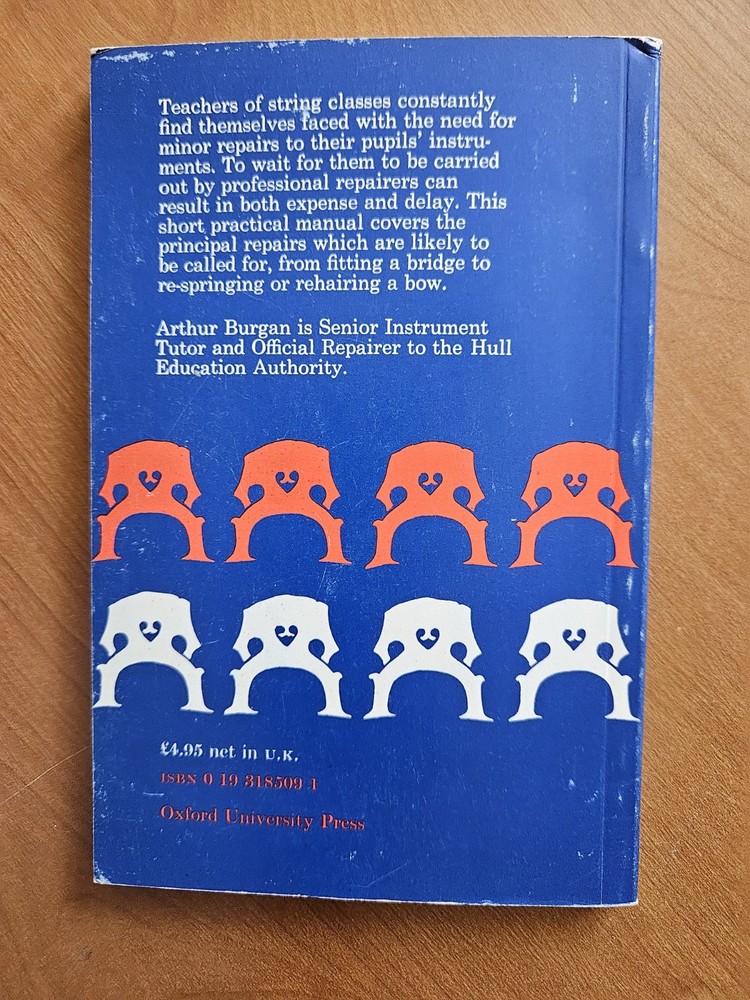 Teachers of string classes constantly
find themselves faced with the need for
minor repairs to their pupils' instru-
ments. To wait for them to be carried
out by professional repairers can
result in both expense and delay. This
short practical manual covers the
principal repairs which are likely to
be called for, from fitting a bridge to
re-springing or rehairing a bow.
Arthur Burgan is Senior Instrument
Tutor and Official Repairer to the Hull
Education Authority.
£4.95 net in U.K.
ISBN 0 19 318509 1
Oxford University Press